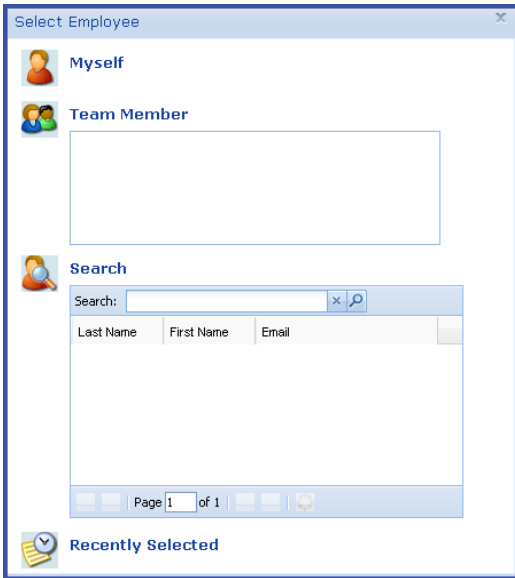 Select Employee
Myself
Team Member
Search
Search:
Last Name First Name Email
Page 1 of 1
Recently Selected